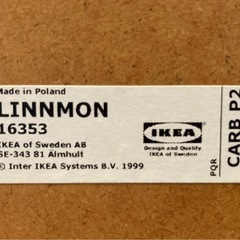 Made in Poland
LINNMON
16353
IKEA of Sweden AB
SE-343 81 Älmhult
© Inter IKEA Systems B.V. 1999
IKEA
Design and Quality
IKEA of Sweden
PQR
CARB P2